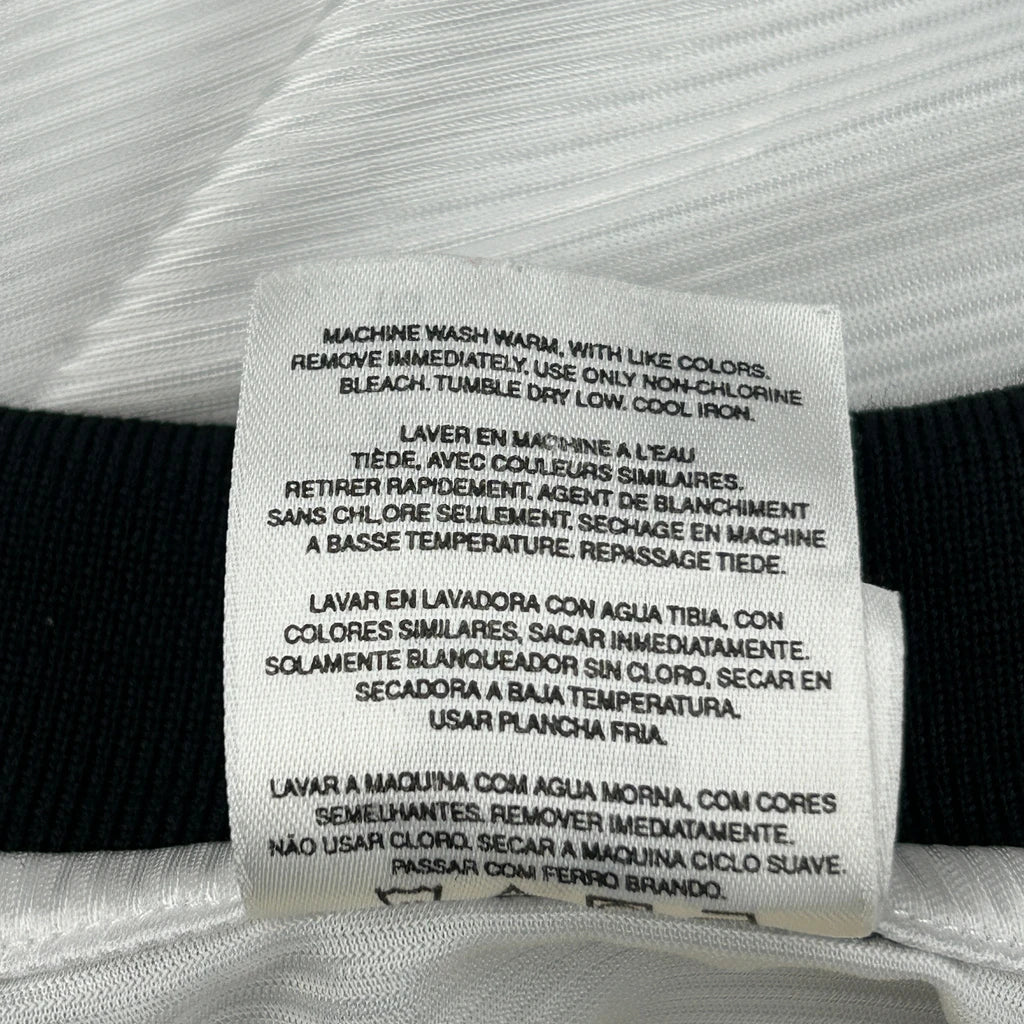 MACHINE WASH WARM, WITH LIKE COLORS.
REMOVE IMMEDIATELY, USE ONLY NON-CHLORINE
BLEACH. TUMBLE DRY LOW. COOL IRON.
LAVER EN MACHINE A L'EAU
TIÈDE, AVEC COULEURS SIMILAIRES.
RETIRER RAPIDEMENT. AGENT DE BLANCHIMENT
SANS CHLORE SEULEMENT. SECHAGE EN MACHINE
A BASSE TEMPERATURE. REPASSAGE TIEDE.
LAVAR EN LAVADORA CON AGUA TIBIA, CON
COLORES SIMILARES, SACAR INMEDIATAMENTE.
SOLAMENTE BLANQUEADOR SIN CLORO, SECAR EN
SECADORA A BAJA TEMPERATURA.
USAR PLANCHA FRIA.
LAVAR A MAQUINA COM AGUA MORNA, COM CORES
SEMELHANTES. REMOVER IMEDIATAMENTE.
NÃO USAR CLORO. SECAR A MAQUINA CICLO SUAVE.
PASSAR COM FERRO BRANDO.